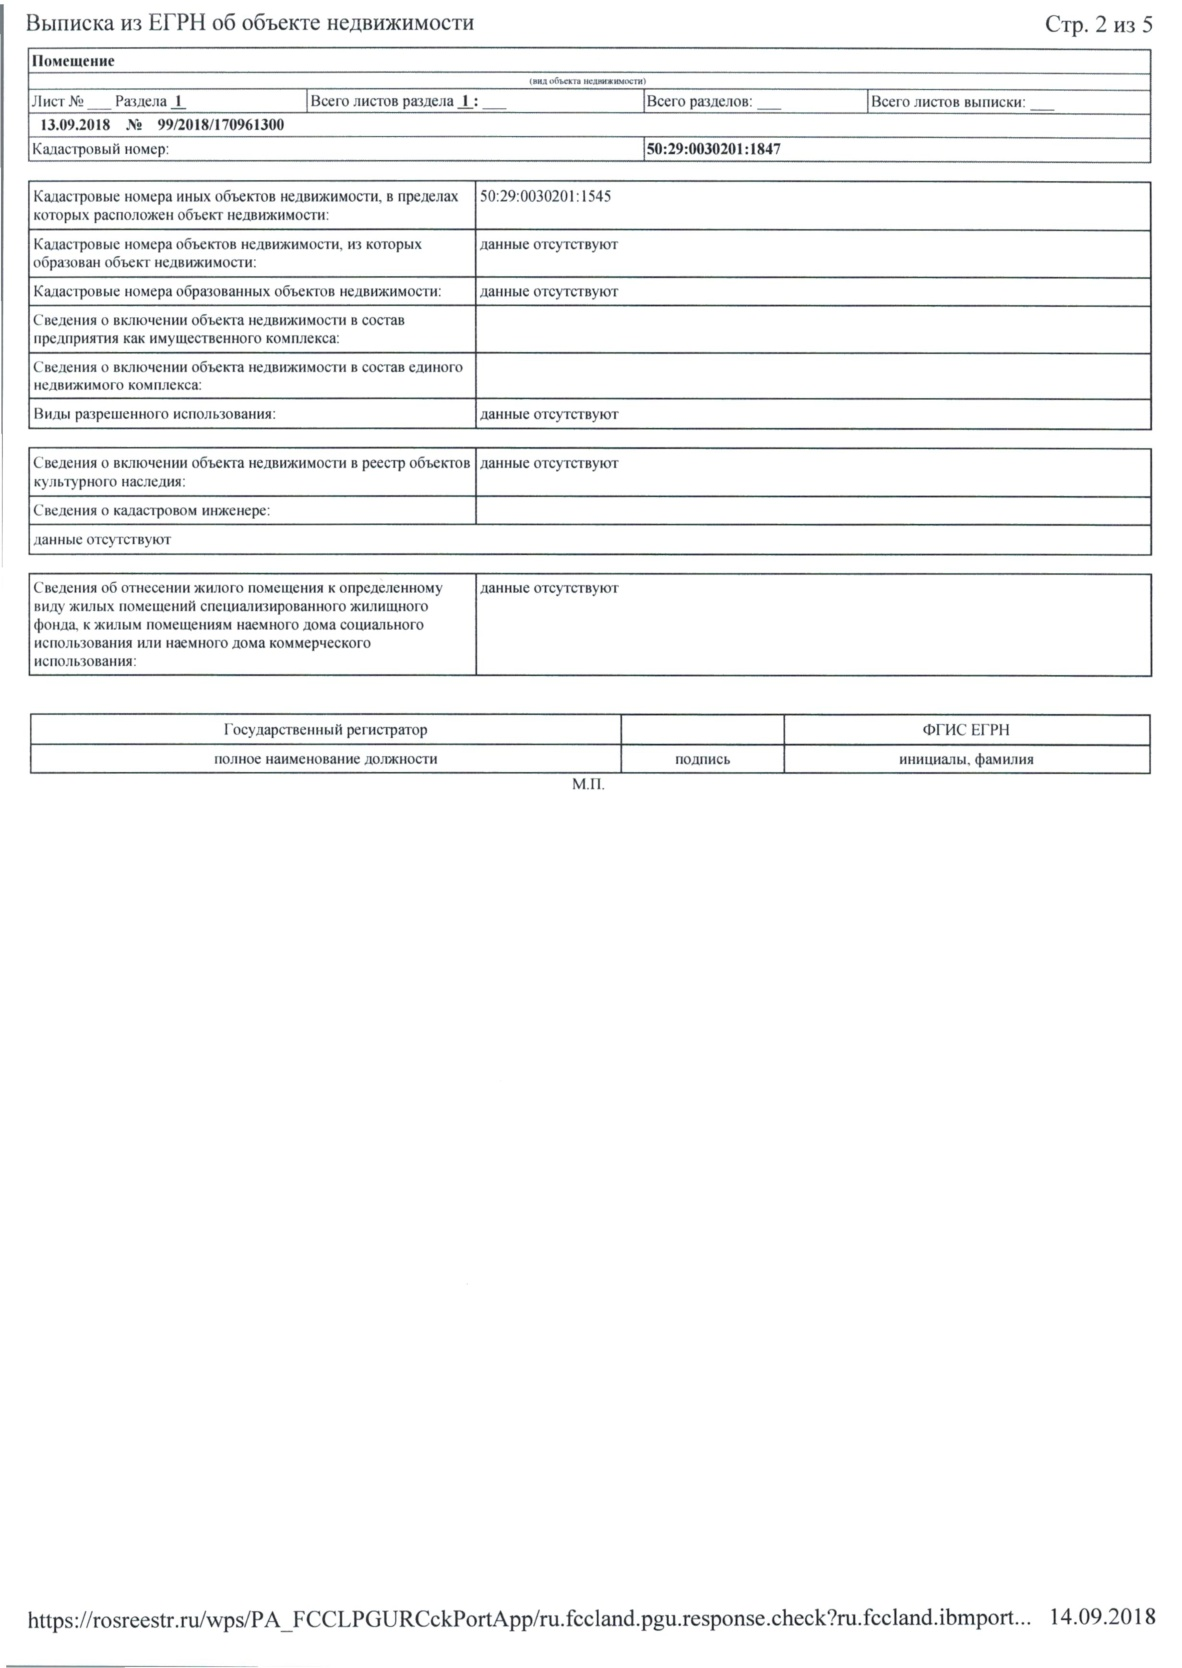 Выписка из ЕГРН об объекте недвижимости Стр. 2 из 5
Помещение
(вид объекта недвижимости)
Лист № ___ Раздела 1 Всего листов раздела 1 : ___ Всего разделов: ___ Всего листов выписки: ___
13.09.2018 № 99/2018/170961300
Кадастровый номер: 50:29:0030201:1847
Кадастровые номера иных объектов недвижимости, в пределах 50:29:0030201:1545
которых расположен объект недвижимости:
Кадастровые номера объектов недвижимости, из которых данные отсутствуют
образован объект недвижимости:
Кадастровые номера образованных объектов недвижимости: данные отсутствуют
Сведения о включении объекта недвижимости в состав
предприятия как имущественного комплекса:
Сведения о включении объекта недвижимости в состав единого
недвижимого комплекса:
Виды разрешенного использования: данные отсутствуют
Сведения о включении объекта недвижимости в реестр объектов данные отсутствуют
культурного наследия:
Сведения о кадастровом инженере:
данные отсутствуют
Сведения об отнесении жилого помещения к определенному данные отсутствуют
виду жилых помещений специализированного жилищного
фонда, к жилым помещениям наемного дома социального
использования или наемного дома коммерческого
использования:
Государственный регистратор ФГИС ЕГРН
полное наименование должности подпись инициалы, фамилия
М.П.
https://rosreestr.ru/wps/PA_FCCLPGURCckPortApp/ru.fccland.pgu.response.check?ru.fccland.ibmport... 14.09.2018